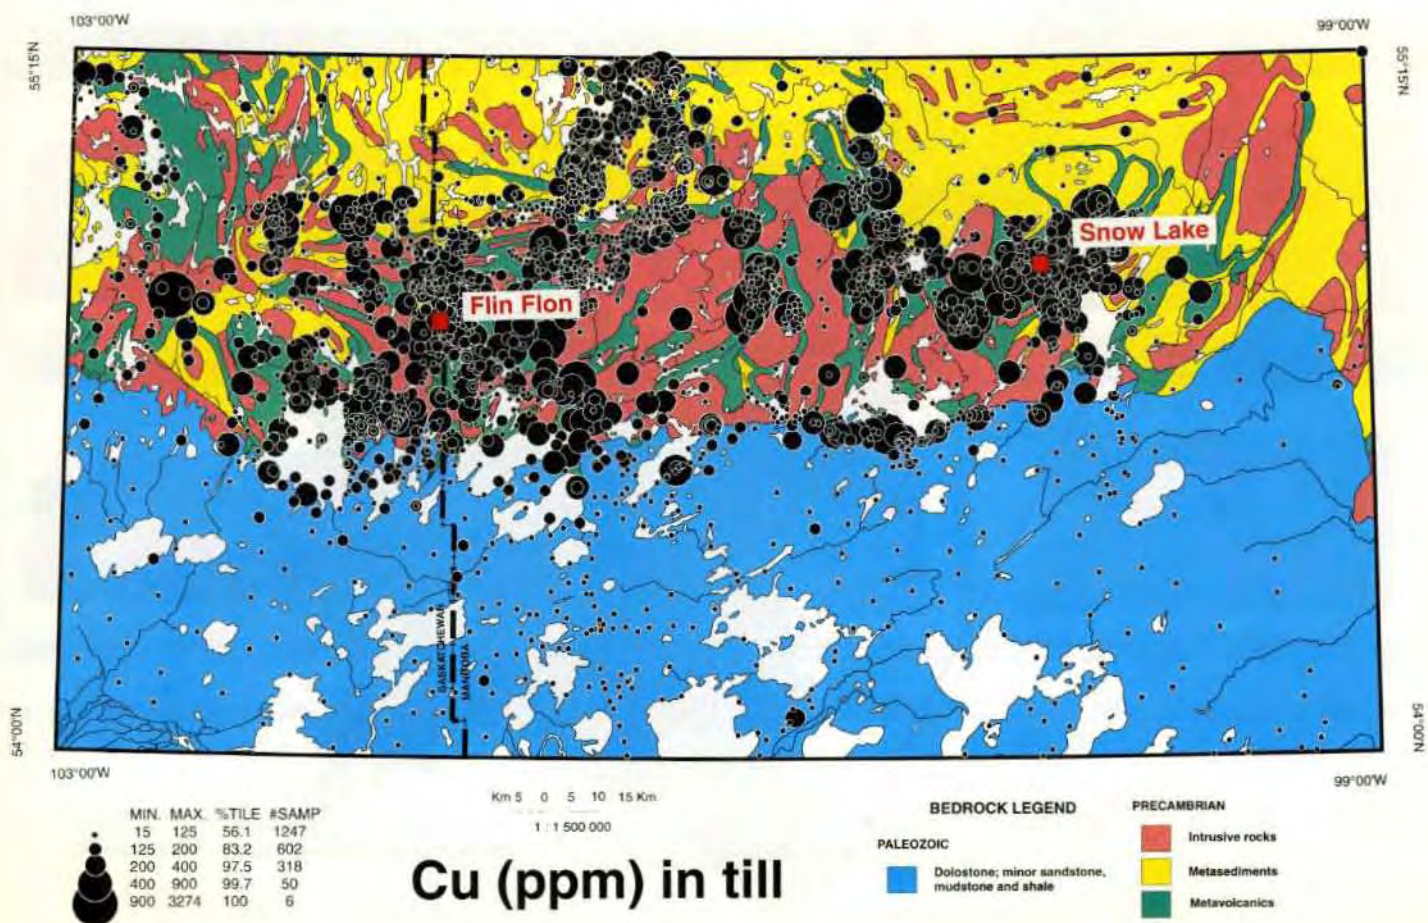 103°00'W
99°00'W
55°15'N
55°15'N
Snow Lake
Flin Flon
SASKATCHEWAN
MANITOBA
54°00'N
54°00'N
103°00'W
99°00'W
MIN. MAX. %TILE #SAMP
15 125 56.1 1247
125 200 83.2 602
200 400 97.5 318
400 900 99.7 50
900 3274 100 6
Km 5 0 5 10 15 Km
1 : 1 500 000
Cu (ppm) in till
BEDROCK LEGEND
PALEOZOIC
Dolostone; minor sandstone,
mudstone and shale
PRECAMBRIAN
Intrusive rocks
Metasediments
Metavolcanics